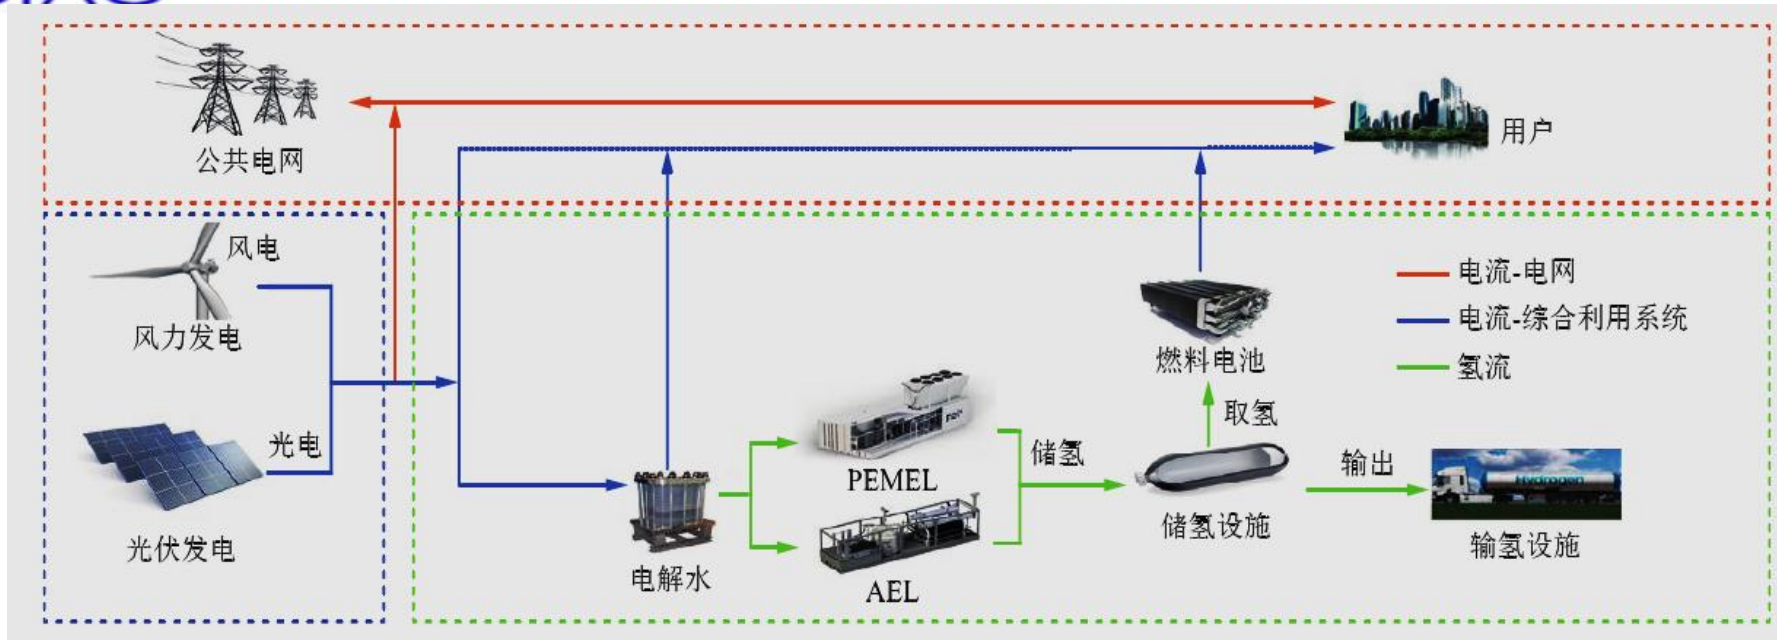 公共电网
用户
风电
风力发电
光电
光伏发电
电流-电网
电流-综合利用系统
氢流
燃料电池
取氢
PEMEL
储氢
AEL
电解水
储氢设施
输出
Hydrogen
输氢设施